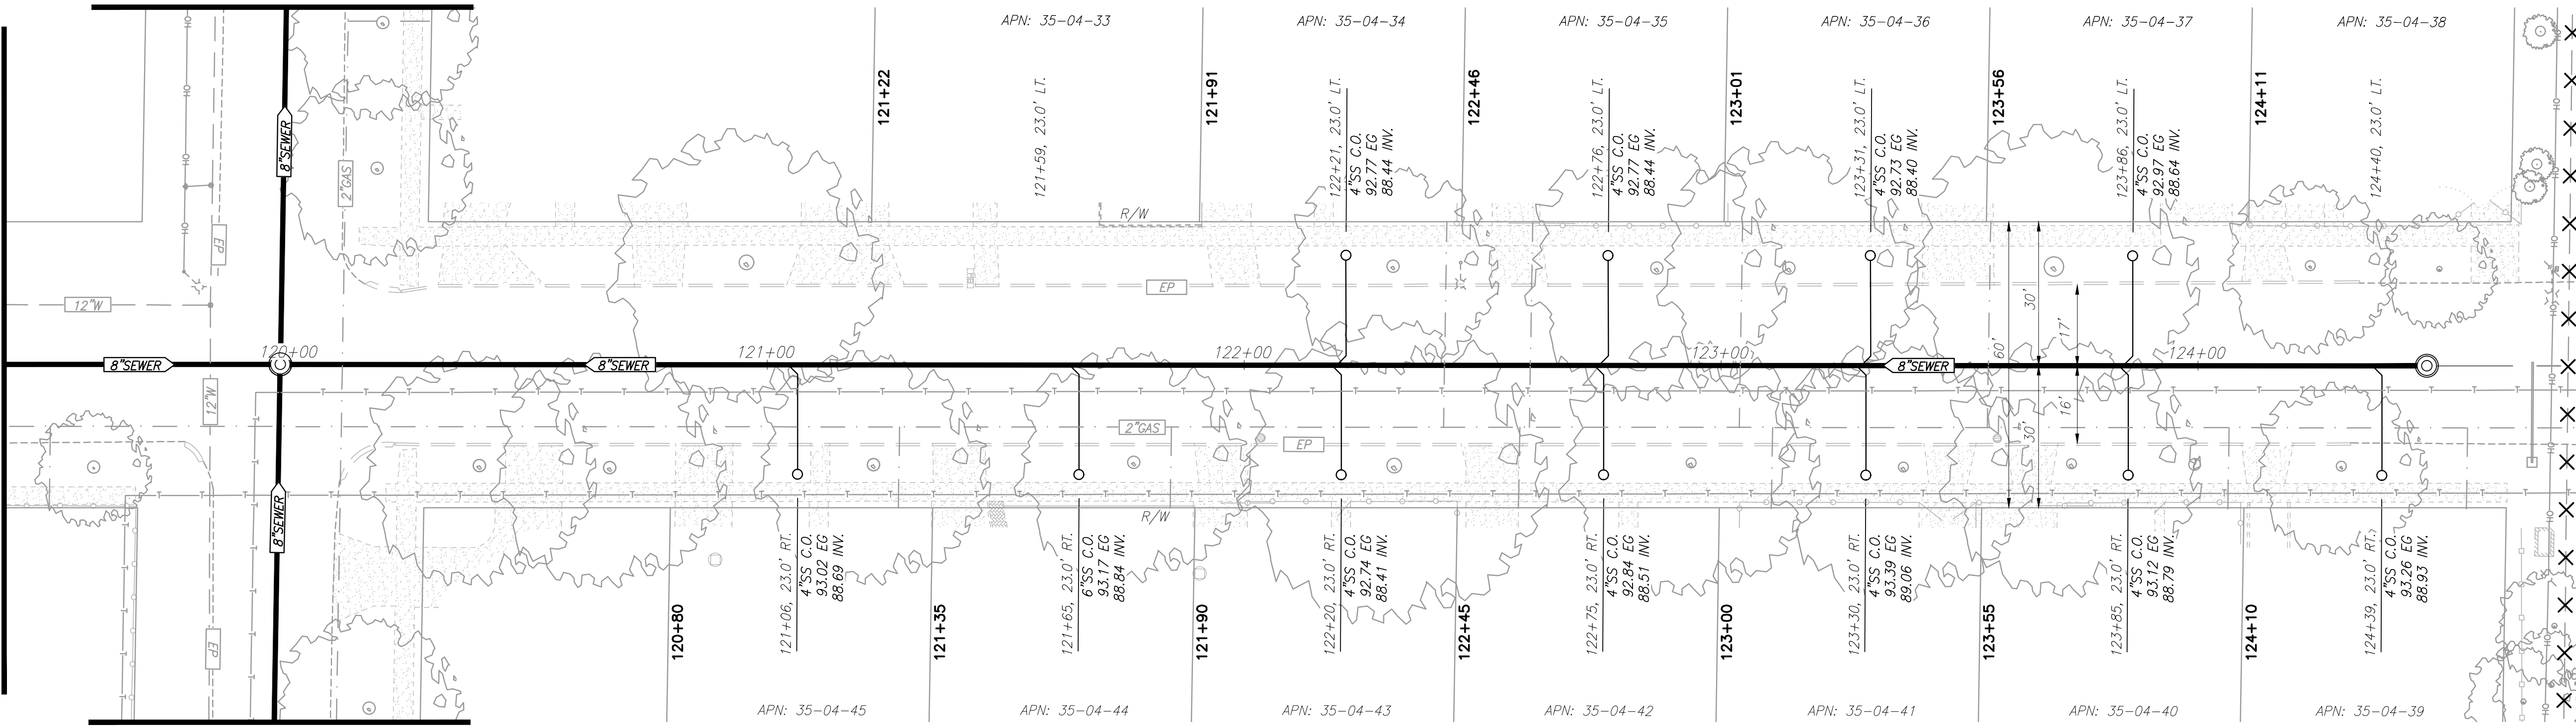 APN: 35-04-33
APN: 35-04-34
APN: 35-04-35
APN: 35-04-36
APN: 35-04-37
APN: 35-04-38
121+22
121+59, 23.0' LT.
121+91
122+21, 23.0' LT.
4"SS C.O.
92.77 EG
88.44 INV.
122+46
122+76, 23.0' LT.
4"SS C.O.
92.77 EG
88.44 INV.
123+01
123+31, 23.0' LT.
4"SS C.O.
92.73 EG
88.40 INV.
123+56
123+86, 23.0' LT.
4"SS C.O.
92.97 EG
88.64 INV.
124+11
124+40, 23.0' LT.
OH
OH
OH
OH
8"SEWER
2"GAS
EP
R/W
12"W
EP
30'
60'
17'
120+00
121+00
122+00
123+00
124+00
8"SEWER
8"SEWER
8"SEWER
12"W
2"GAS
EP
16'
30'
8"SEWER
R/W
EP
120+80
121+06, 23.0' RT.
4"SS C.O.
93.02 EG
88.69 INV.
121+35
121+65, 23.0' RT.
6"SS C.O.
93.17 EG
88.84 INV.
121+90
122+20, 23.0' RT.
4"SS C.O.
92.74 EG
88.41 INV.
122+45
122+75, 23.0' RT.
4"SS C.O.
92.84 EG
88.51 INV.
123+00
123+30, 23.0' RT.
4"SS C.O.
93.39 EG
89.06 INV.
123+55
123+85, 23.0' RT.
4"SS C.O.
93.12 EG
88.79 INV.
124+10
124+39, 23.0' RT.
4"SS C.O.
93.26 EG
88.93 INV.
APN: 35-04-45
APN: 35-04-44
APN: 35-04-43
APN: 35-04-42
APN: 35-04-41
APN: 35-04-40
APN: 35-04-39